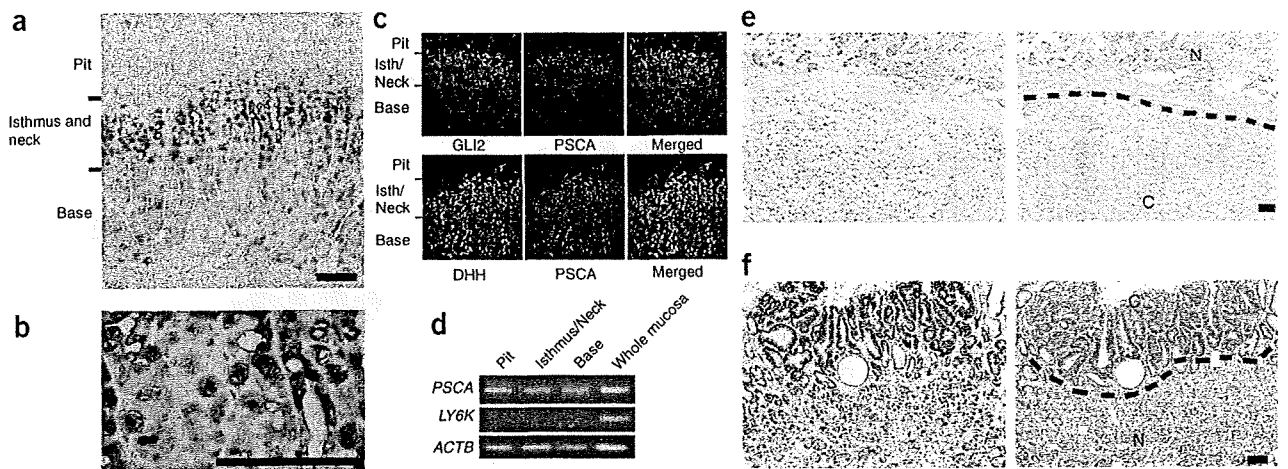 a
Pit
Isthmus and
neck
Base
b
c
Pit
Isth/
Neck
Base
GLI2
PSCA
Merged
Pit
Isth/
Neck
Base
DHH
PSCA
Merged
d
Pit
Isthmus/Neck
Base
Whole mucosa
PSCA
LY6K
ACTB
e
N
C
f
C
N